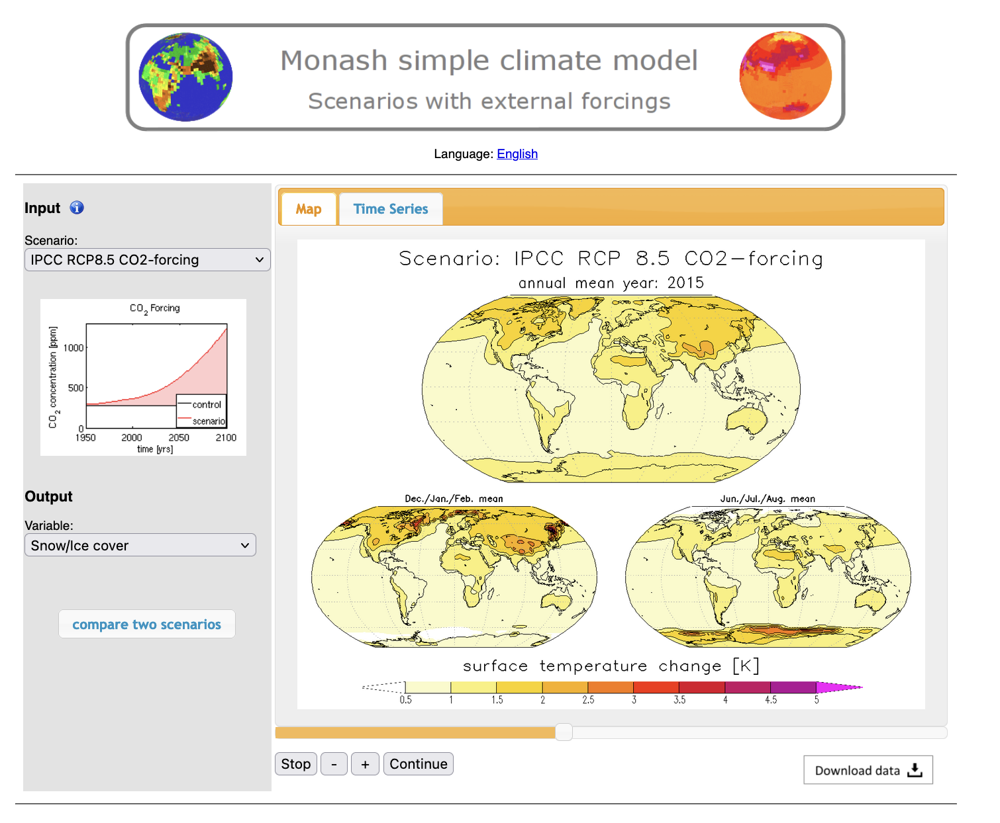 Monash simple climate model
Scenarios with external forcings
Language: English
Input
Scenario:
IPCC RCP8.5 CO2-forcing
CO2 Forcing
CO2 concentration [ppm]
1000
500
0
control
scenario
1950 2000 2050 2100
time [yrs]
Output
Variable:
Snow/Ice cover
compare two scenarios
Map Time Series
Scenario: IPCC RCP 8.5 CO2-forcing
annual mean year: 2015
Dec./Jan./Feb. mean Jun./Jul./Aug. mean
surface temperature change [K]
0.5 1 1.5 2 2.5 3 3.5 4 4.5 5
Stop - + Continue
Download data